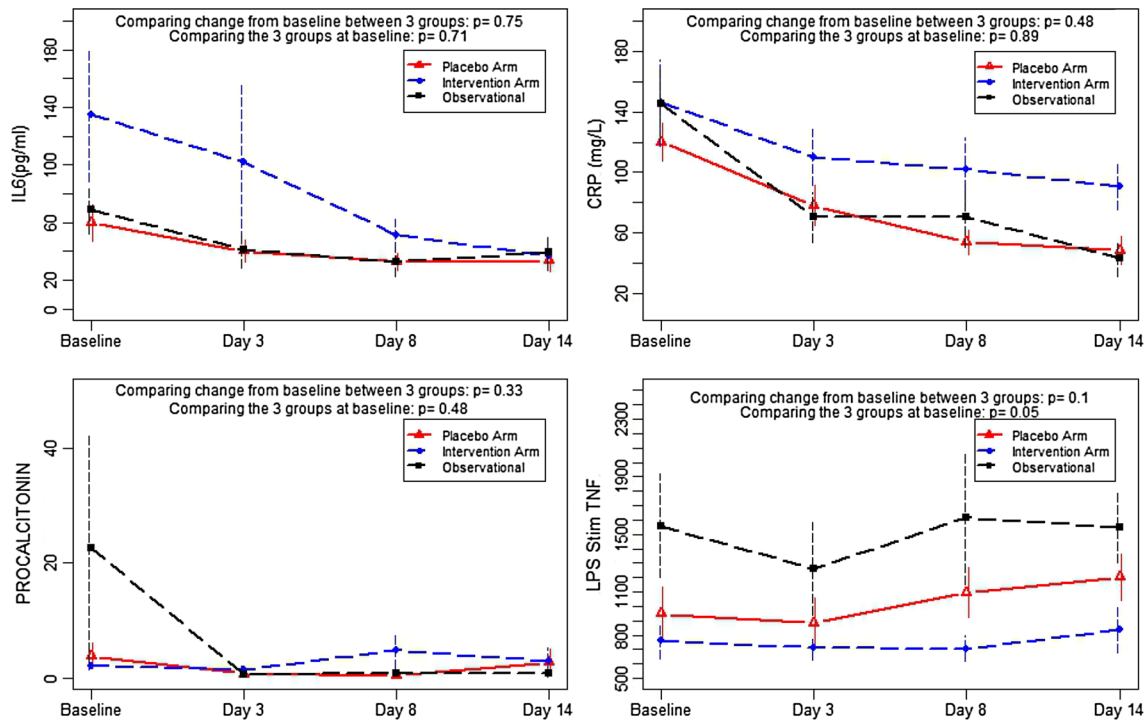 Comparing change from baseline between 3 groups: p= 0.75
Comparing the 3 groups at baseline: p= 0.71
Placebo Arm
Intervention Arm
Observational
IL6(pg/ml)
180
140
100
60
20
0
Baseline
Day 3
Day 8
Day 14
Comparing change from baseline between 3 groups: p= 0.48
Comparing the 3 groups at baseline: p= 0.89
Placebo Arm
Intervention Arm
Observational
CRP (mg/L)
180
140
100
60
20
Baseline
Day 3
Day 8
Day 14
Comparing change from baseline between 3 groups: p= 0.33
Comparing the 3 groups at baseline: p= 0.48
Placebo Arm
Intervention Arm
Observational
PROCALCITONIN
40
20
0
Baseline
Day 3
Day 8
Day 14
Comparing change from baseline between 3 groups: p= 0.1
Comparing the 3 groups at baseline: p= 0.05
Placebo Arm
Intervention Arm
Observational
LPS Stim TNF
2300
1900
1500
1100
800
500
Baseline
Day 3
Day 8
Day 14